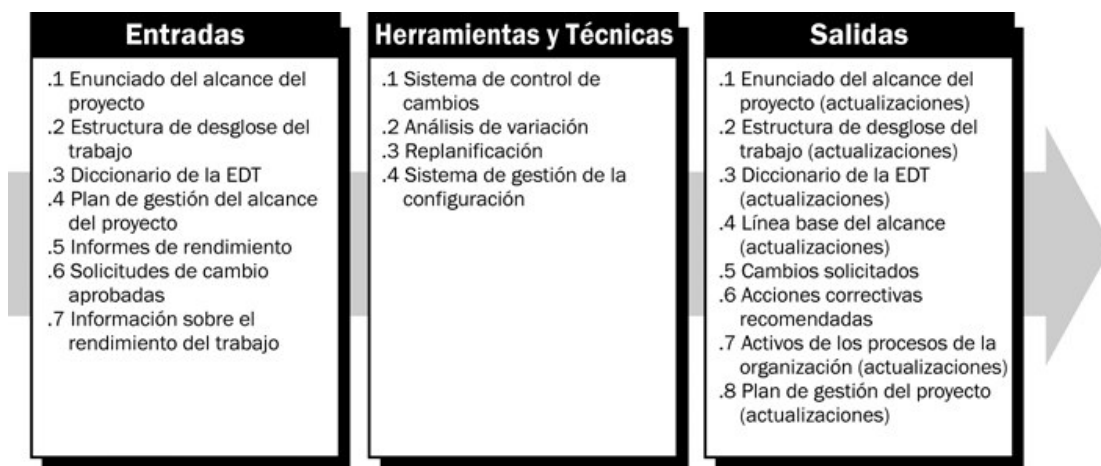 Entradas
.1 Enunciado del alcance del
proyecto
.2 Estructura de desglose del
trabajo
.3 Diccionario de la EDT
.4 Plan de gestión del alcance
del proyecto
.5 Informes de rendimiento
.6 Solicitudes de cambio
aprobadas
.7 Información sobre el
rendimiento del trabajo
Herramientas y Técnicas
.1 Sistema de control de
cambios
.2 Análisis de variación
.3 Replanificación
.4 Sistema de gestión de la
configuración
Salidas
.1 Enunciado del alcance del
proyecto (actualizaciones)
.2 Estructura de desglose del
trabajo (actualizaciones)
.3 Diccionario de la EDT
(actualizaciones)
.4 Línea base del alcance
(actualizaciones)
.5 Cambios solicitados
.6 Acciones correctivas
recomendadas
.7 Activos de los procesos de la
organización (actualizaciones)
.8 Plan de gestión del proyecto
(actualizaciones)